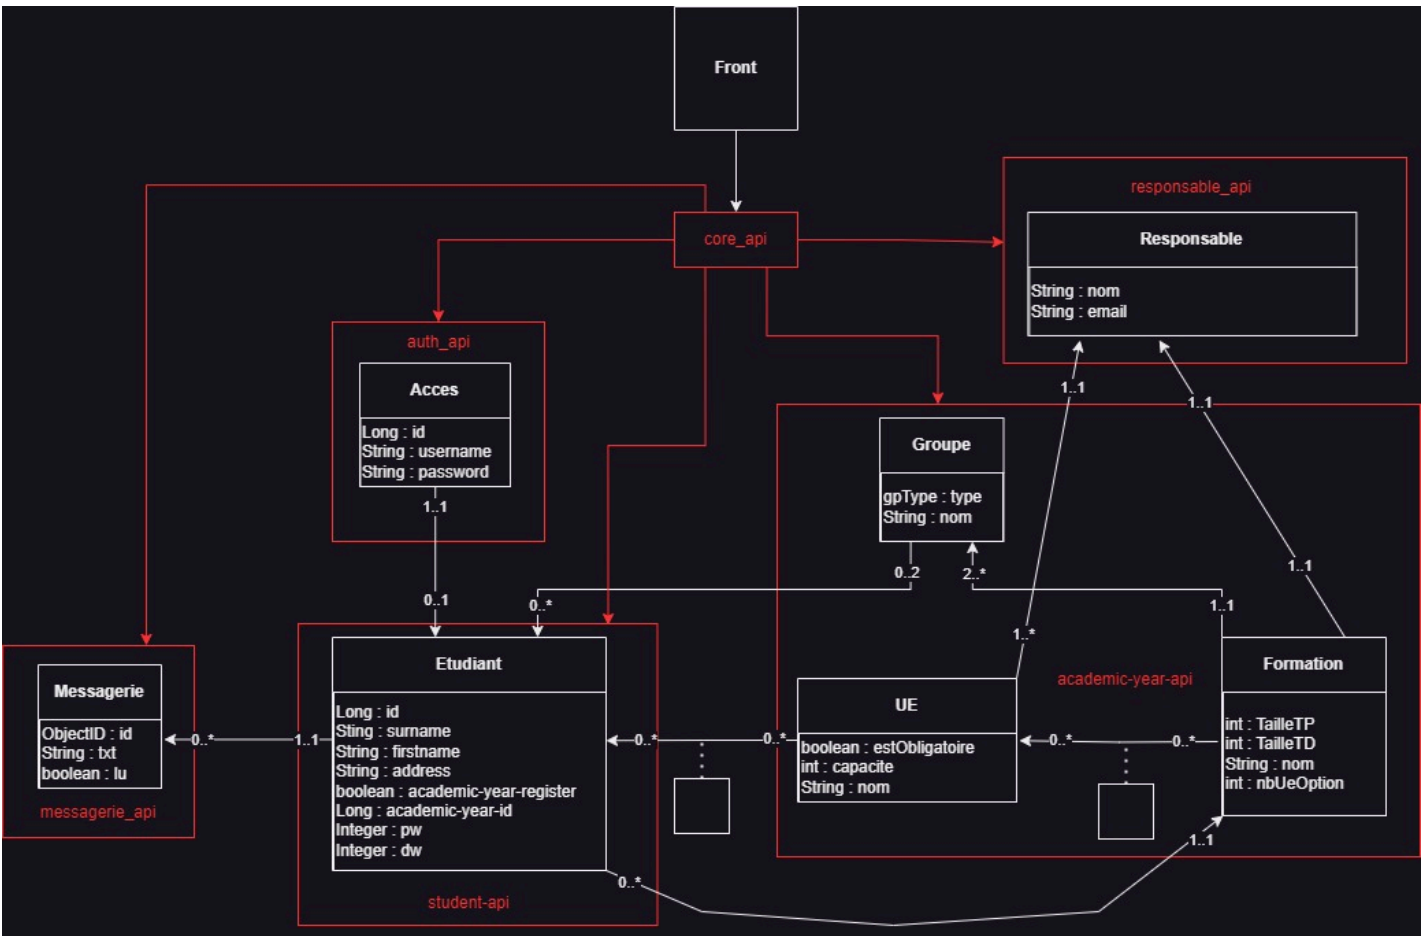 Front
responsable_api
core_api
Responsable
String : nom
String : email
auth_api
Acces
Long : id
String : username
String : password
1..1
0..1
Groupe
gpType : type
String : nom
0..2
2..*
0..*
1..1
1..1
1..1
1..*
1..1
Messagerie
ObjectID : id
String : txt
boolean : lu
messagerie_api
0..*
1..1
Etudiant
Long : id
Sting : surname
String : firstname
String : address
boolean : academic-year-register
Long : academic-year-id
Integer : pw
Integer : dw
student-api
0..*
0..*
UE
boolean : estObligatoire
int : capacite
String : nom
academic-year-api
0..*
0..*
Formation
int : TailleTP
int : TailleTD
String : nom
int : nbUeOption
0..*
1..1